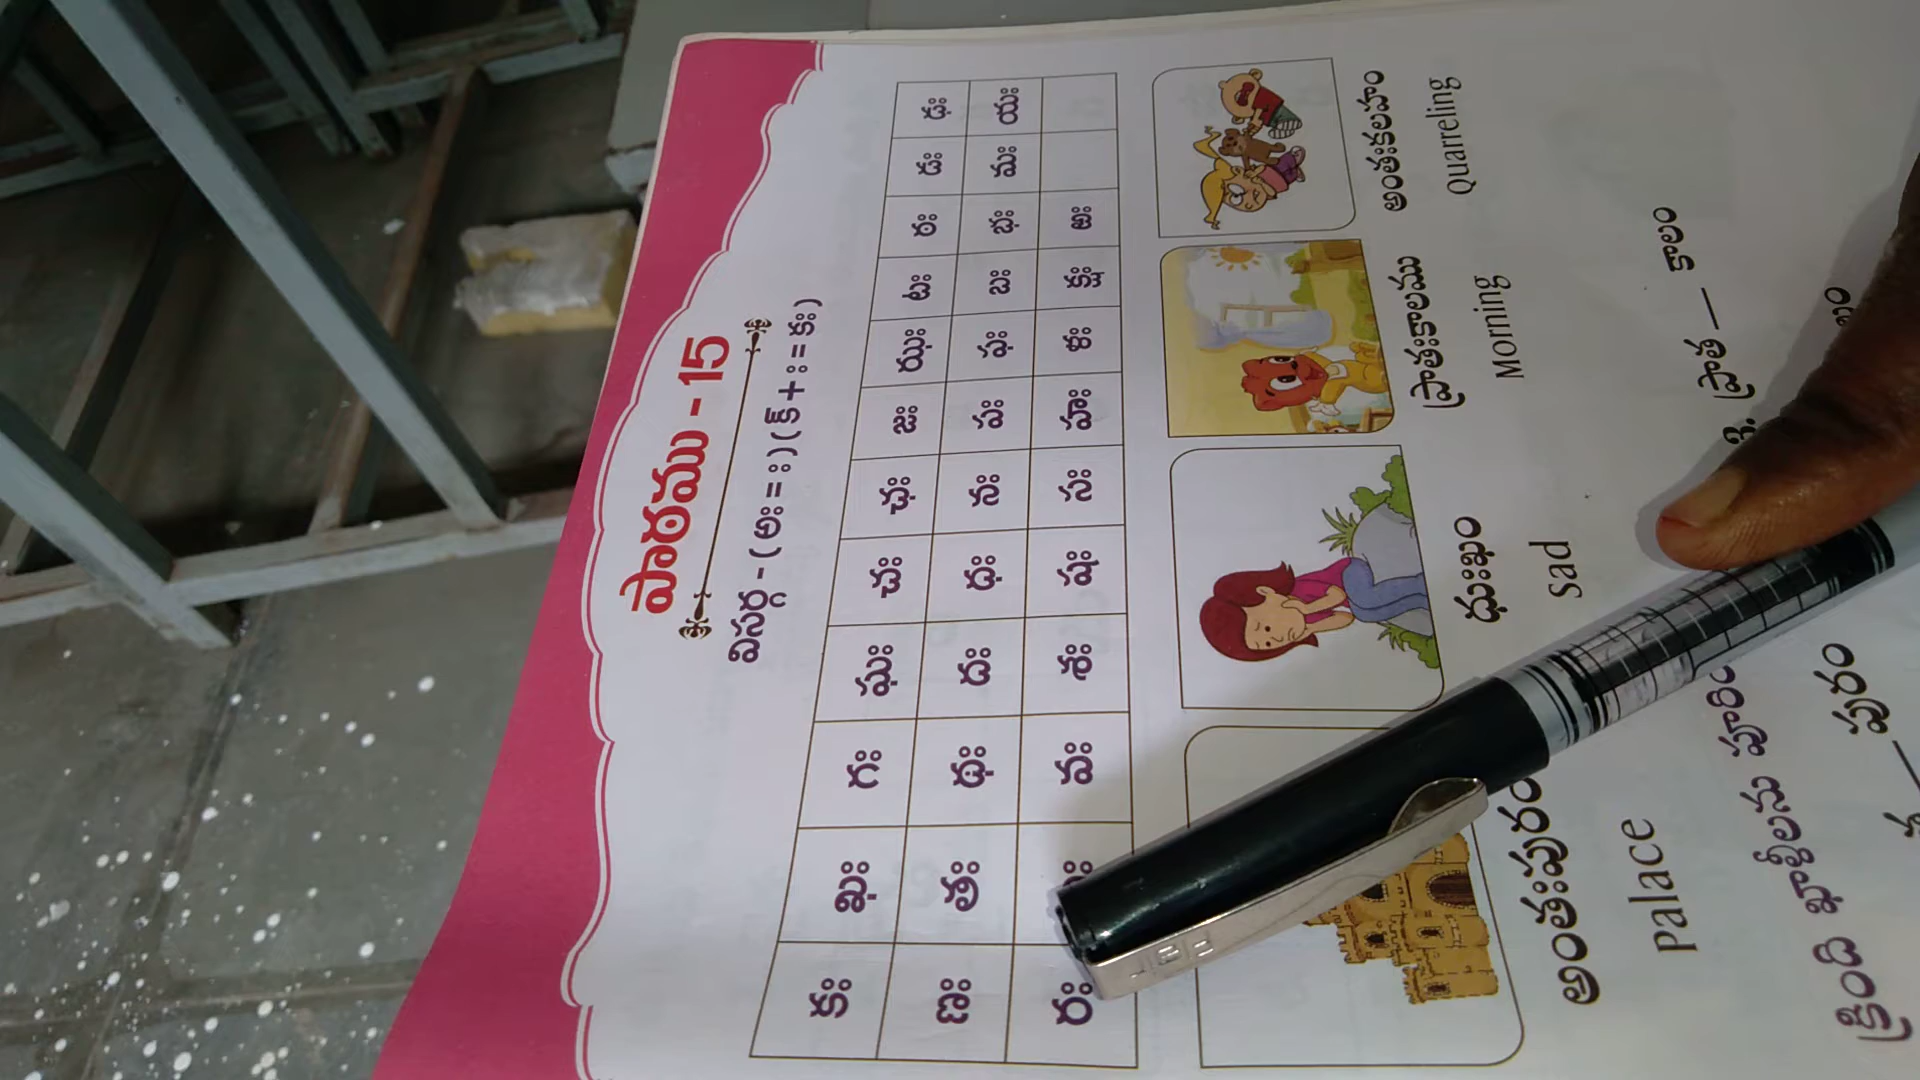 పాఠము - 15
విసర్గ - ( అః = ః ) ( క్ + ః = కః )
కః ఖః గః ఘః చః ఛః జః ఝః టః ఠః డః ఢః
ణః తః థః దః ధః నః పః ఫః బః భః మః యః
రః వః శః షః సః హః ళః క్షః ఱః
అంతఃపురం దుఃఖం ప్రాతఃకాలము అంతఃకలహం
Palace Sad Morning Quarreling
క్రింది ఖాళీలను
పురం
3. ప్రాత — కాలం